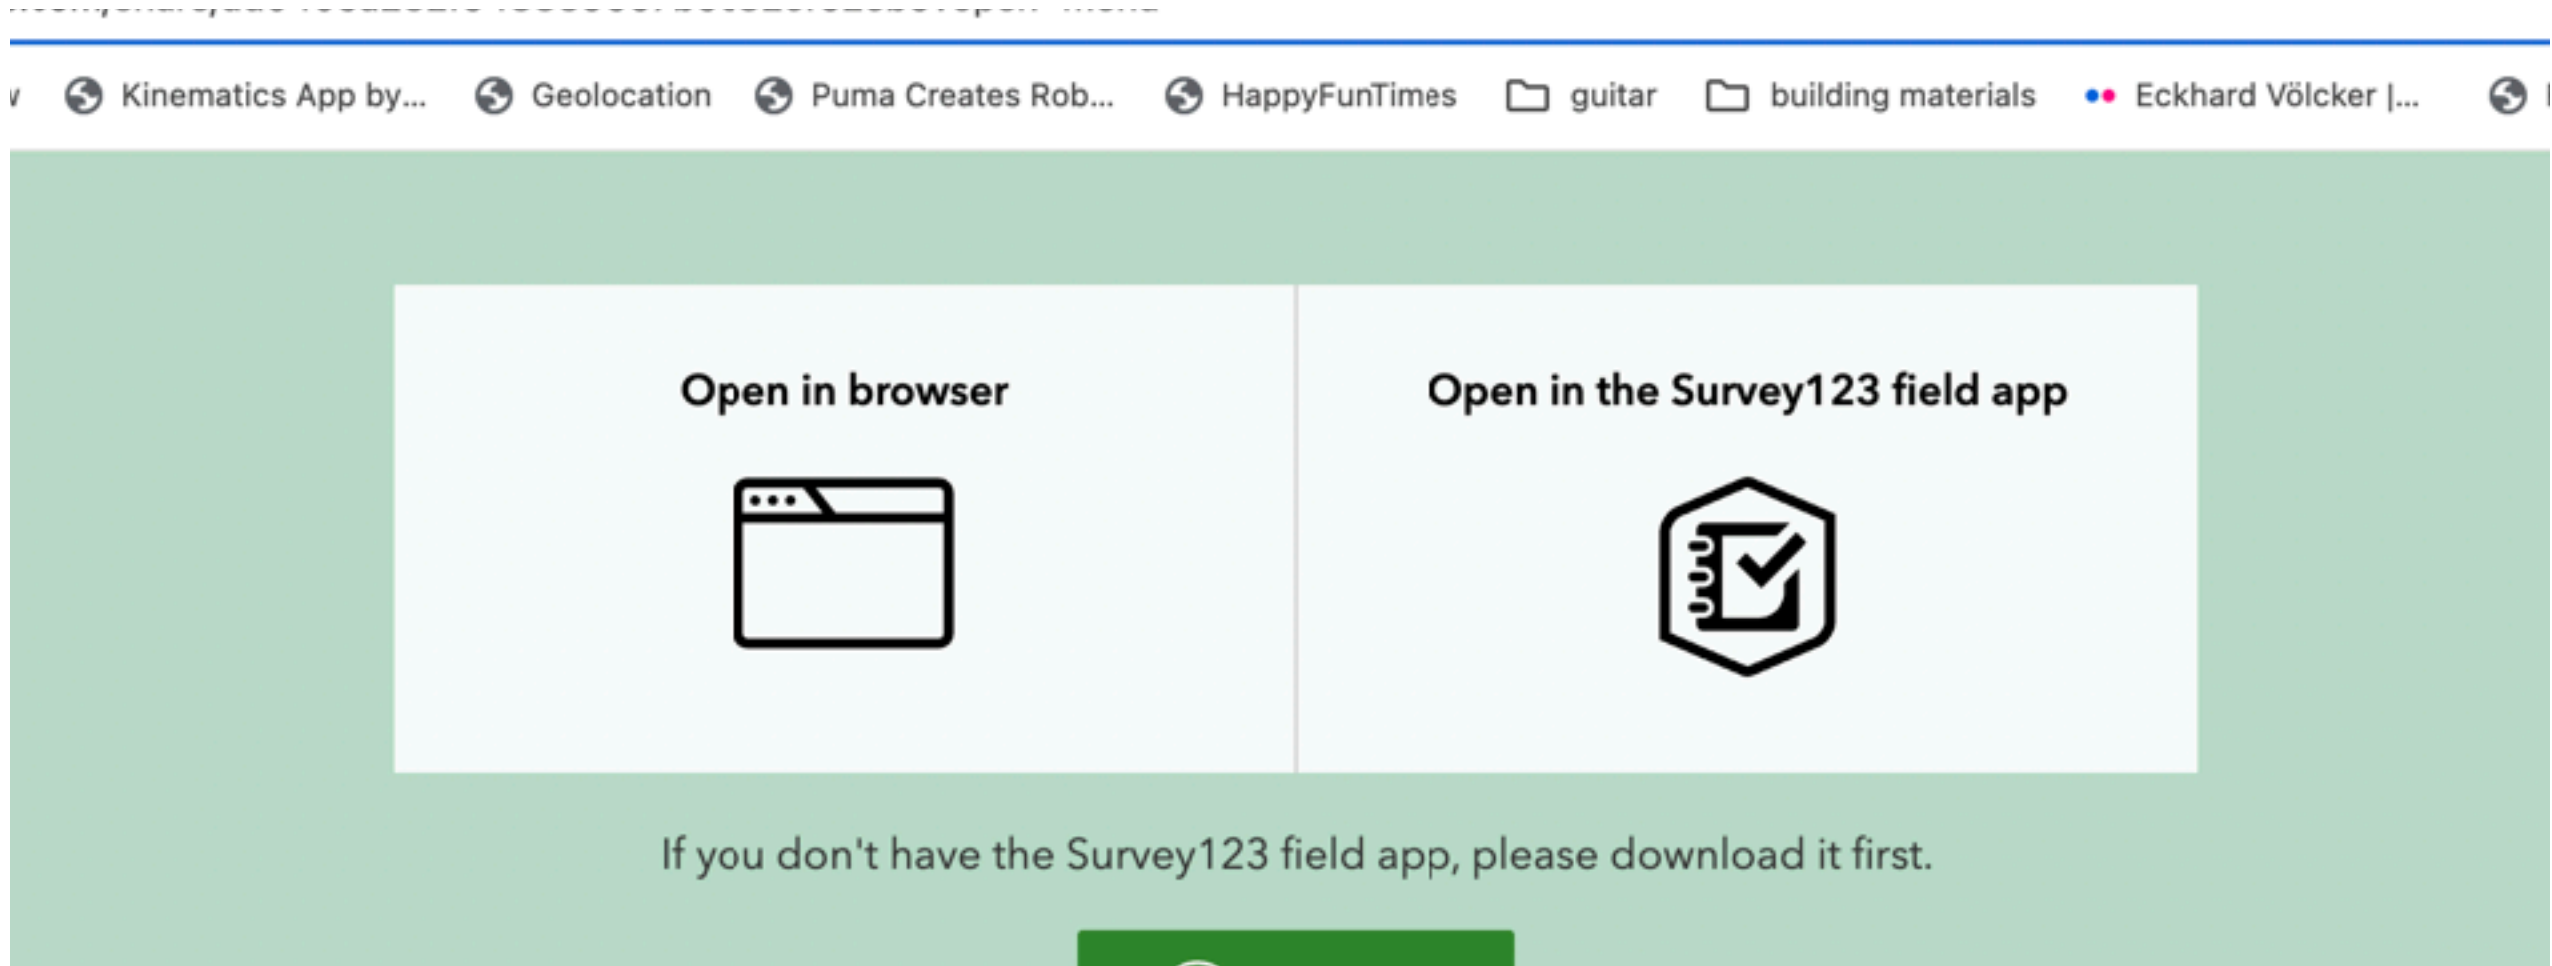 Kinematics App by... Geolocation Puma Creates Rob... HappyFunTimes guitar building materials Eckhard Völcker |...
Open in browser Open in the Survey123 field app
If you don't have the Survey123 field app, please download it first.